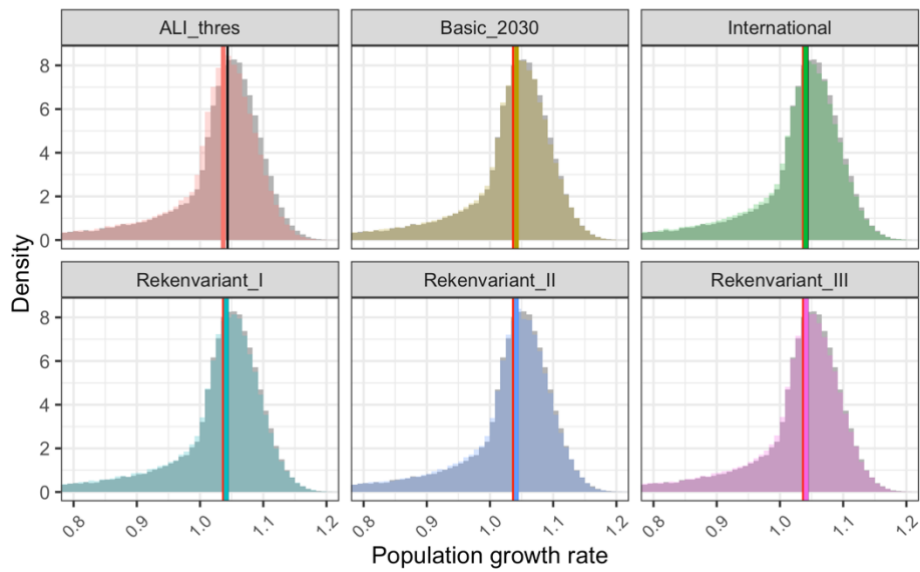 ALI_thres Basic_2030 International
8
6
4
2
0
Density
Rekenvariant_I Rekenvariant_II Rekenvariant_III
8
6
4
2
0
0.8 0.9 1.0 1.1 1.2 0.8 0.9 1.0 1.1 1.2 0.8 0.9 1.0 1.1 1.2
Population growth rate